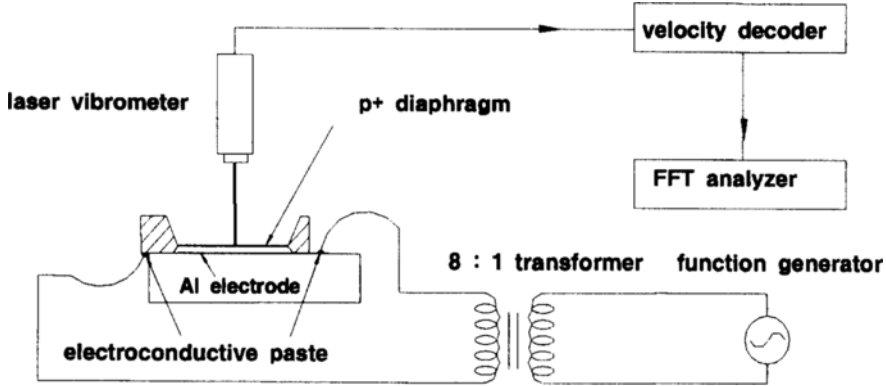 velocity decoder
laser vibrometer
p+ diaphragm
FFT analyzer
8 : 1 transformer
function generator
Al electrode
electroconductive paste